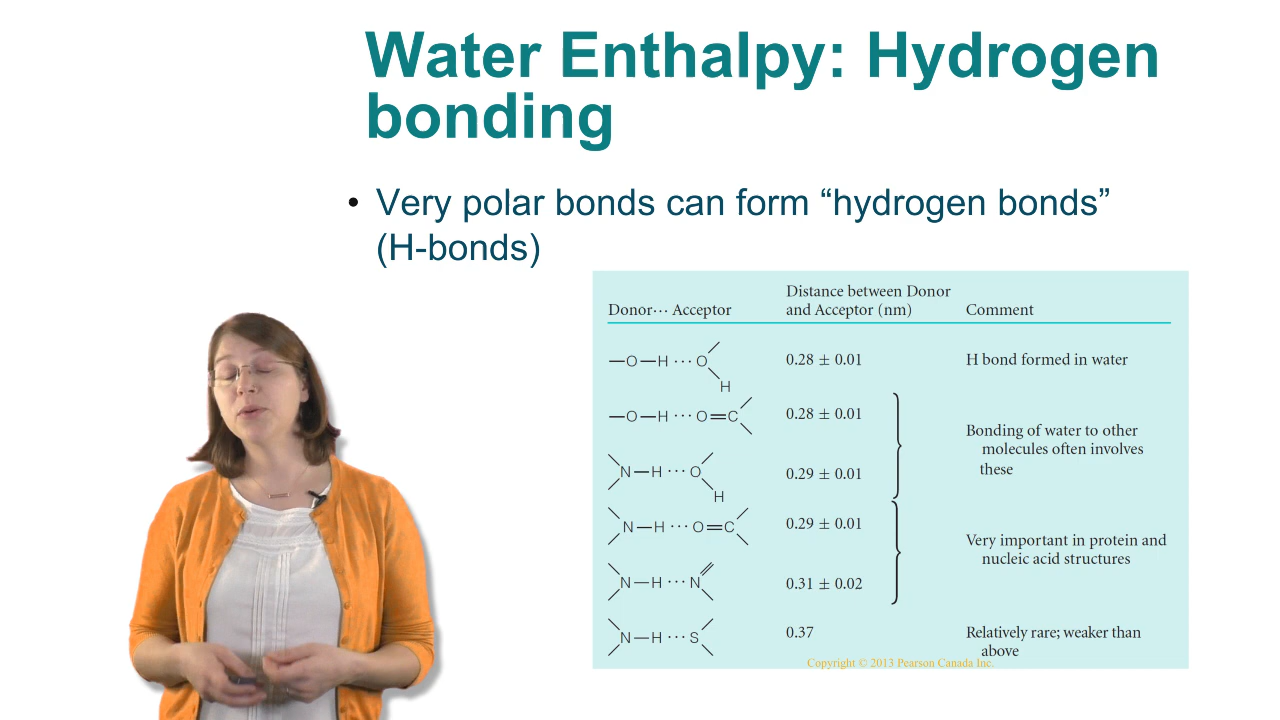 Water Enthalpy: Hydrogen
bonding
• Very polar bonds can form “hydrogen bonds”
(H-bonds)
Donor··· Acceptor
Distance between Donor
and Acceptor (nm)
Comment
—O—H ··· O
H
0.28 ± 0.01
H bond formed in water
—O—H ··· O=C
0.28 ± 0.01
N—H ··· O
H
0.29 ± 0.01
Bonding of water to other
molecules often involves
these
N—H ··· O=C
0.29 ± 0.01
N—H ··· N
0.31 ± 0.02
Very important in protein and
nucleic acid structures
N—H ··· S
0.37
Relatively rare; weaker than
above
Copyright © 2013 Pearson Canada Inc.